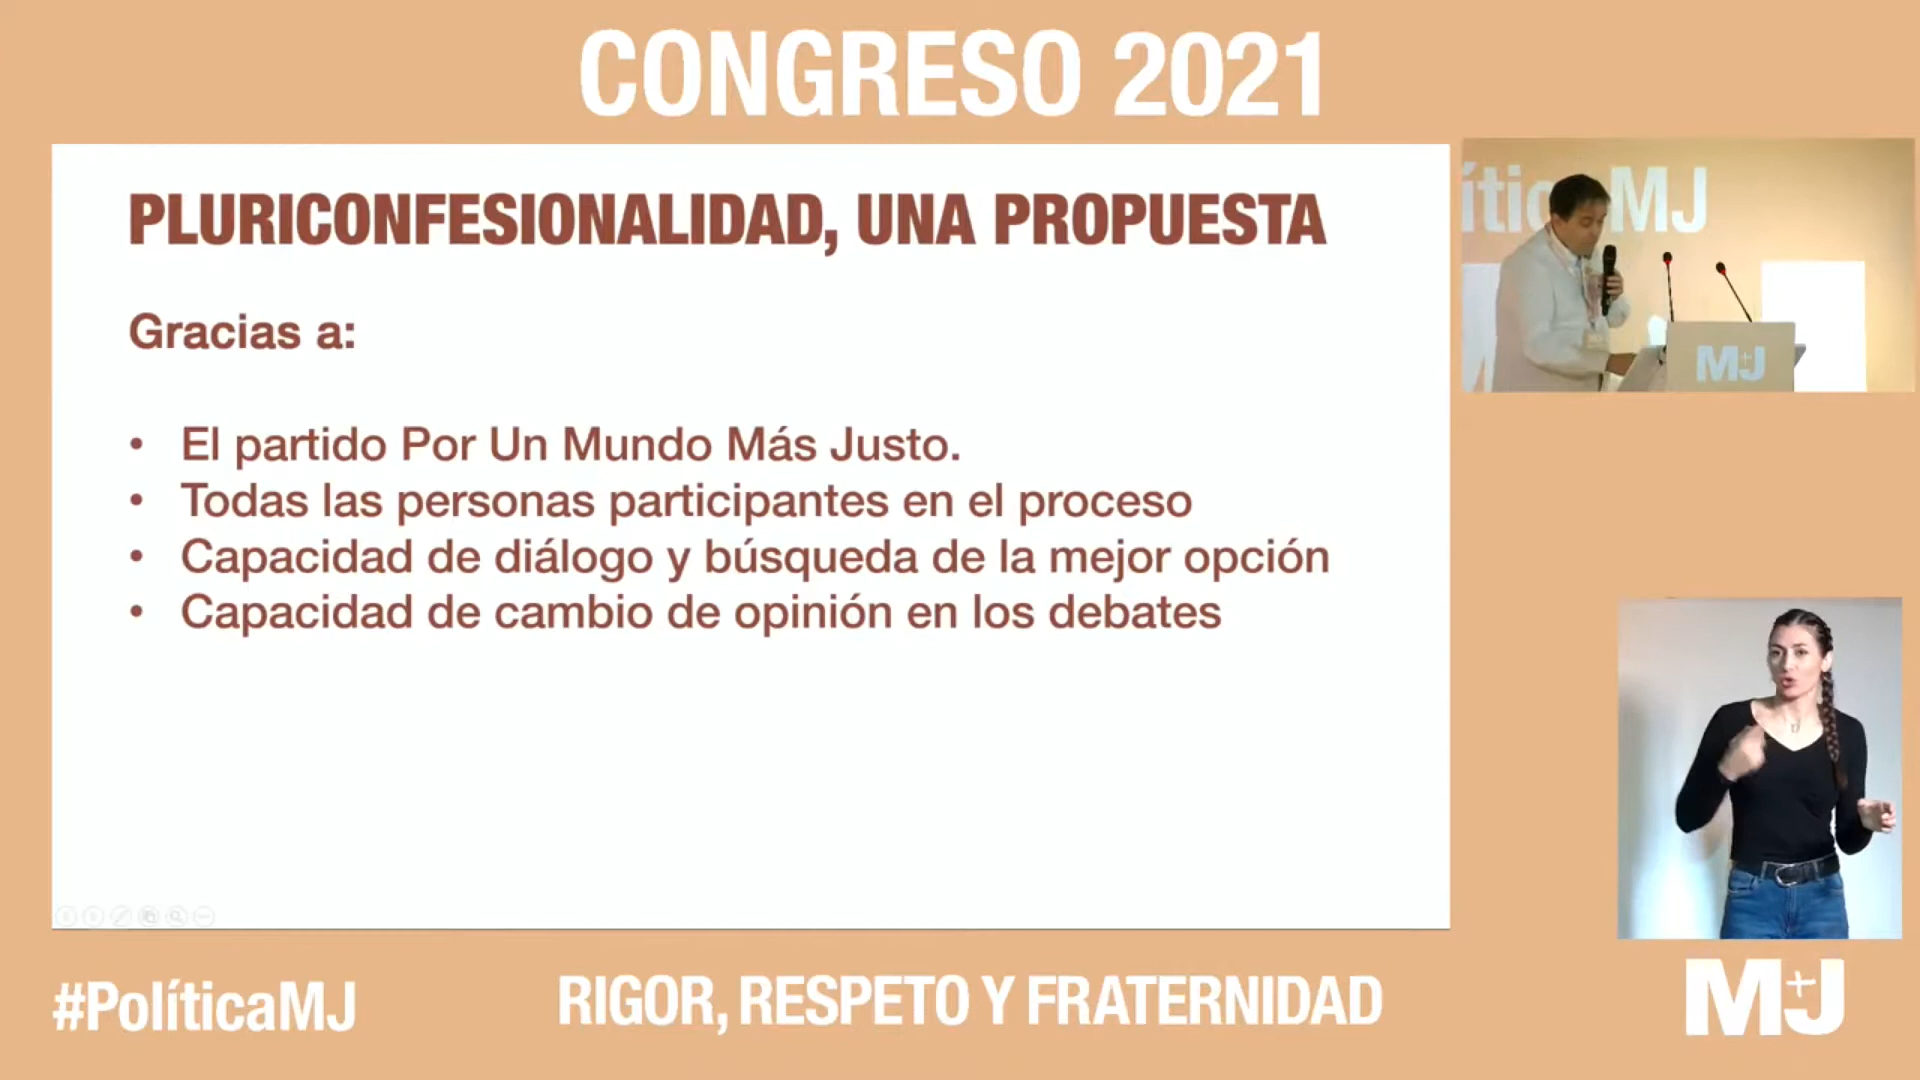 CONGRESO 2021
PLURICONFESIONALIDAD, UNA PROPUESTA
Gracias a:
• El partido Por Un Mundo Más Justo.
• Todas las personas participantes en el proceso
• Capacidad de diálogo y búsqueda de la mejor opción
• Capacidad de cambio de opinión en los debates
ític MJ
M+J
#PolíticaMJ
RIGOR, RESPETO Y FRATERNIDAD
M+J